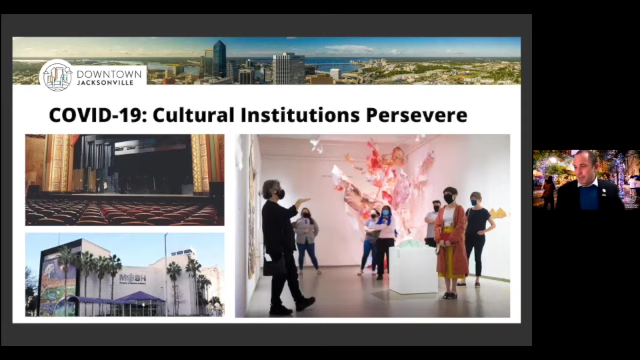 DOWNTOWN
JACKSONVILLE
COVID-19: Cultural Institutions Persevere
MOSH